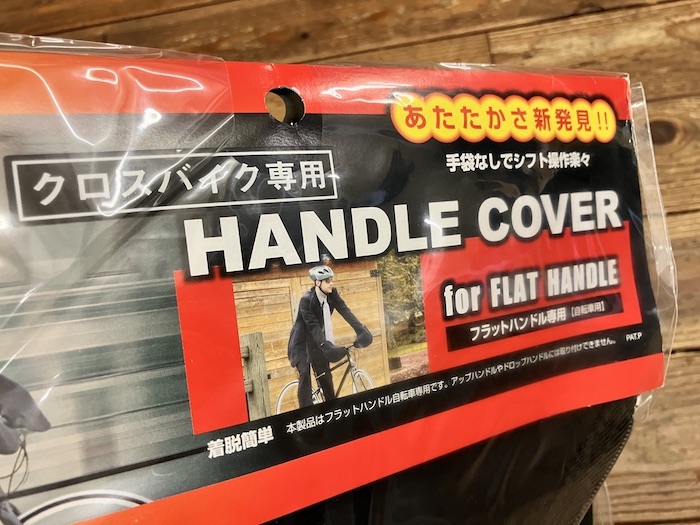 あたたかさ新発見!!
手袋なしでシフト操作楽々
クロスバイク専用
HANDLE COVER
for FLAT HANDLE
フラットハンドル専用【自転車用】
PAT.P
着脱簡単 本製品はフラットハンドル自転車専用です。アップハンドルやドロップハンドルには取り付けできません。